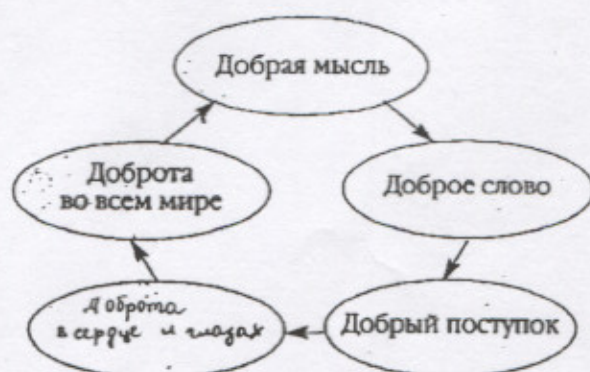 Добрая мысль
Доброе слово
Добрый поступок
Доброта
в сердце и глазах
Доброта
во всем мире